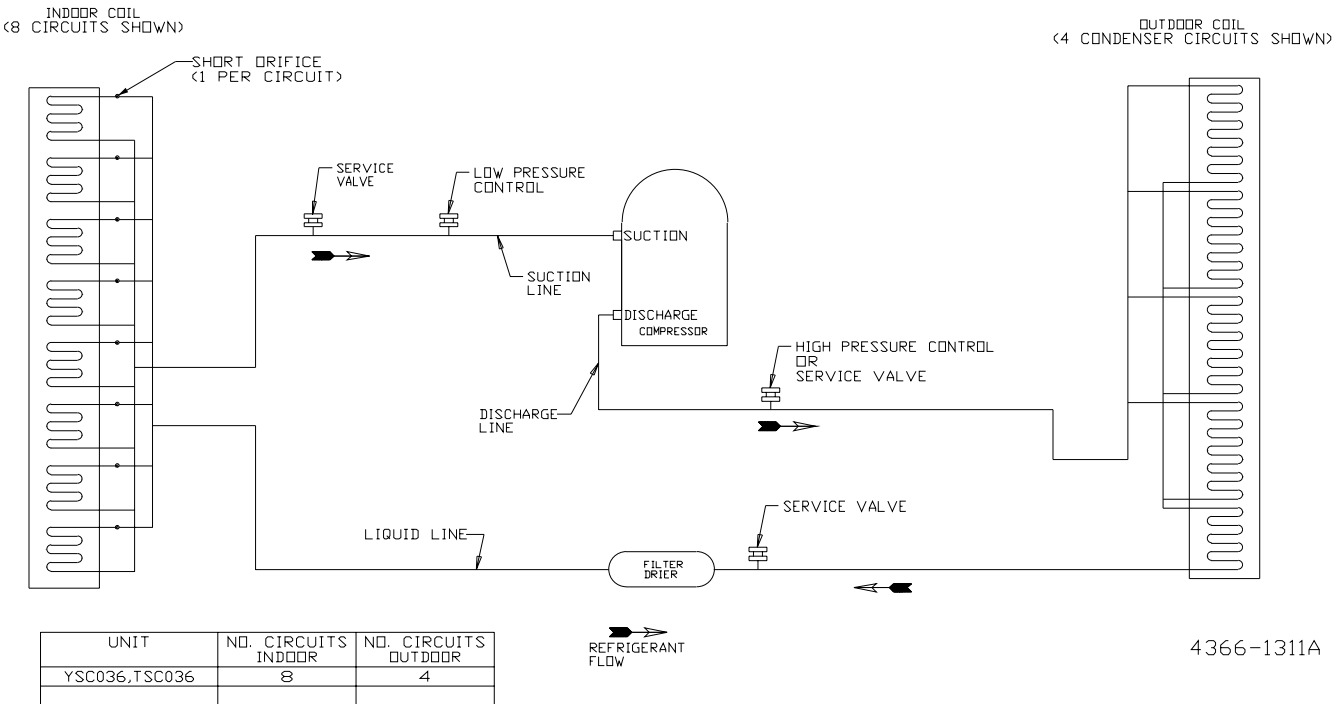 INDOOR COIL
(8 CIRCUITS SHOWN)
OUTDOOR COIL
(4 CONDENSER CIRCUITS SHOWN)
SHORT ORIFICE
(1 PER CIRCUIT)
SERVICE
VALVE
LOW PRESSURE
CONTROL
SUCTION
SUCTION
LINE
DISCHARGE
COMPRESSOR
HIGH PRESSURE CONTROL
OR
SERVICE VALVE
DISCHARGE
LINE
SERVICE VALVE
LIQUID LINE
FILTER
DRIER
REFRIGERANT
FLOW
4366-1311A
UNIT NO. CIRCUITS INDOOR NO. CIRCUITS OUTDOOR
YSC036,TSC036 8 4